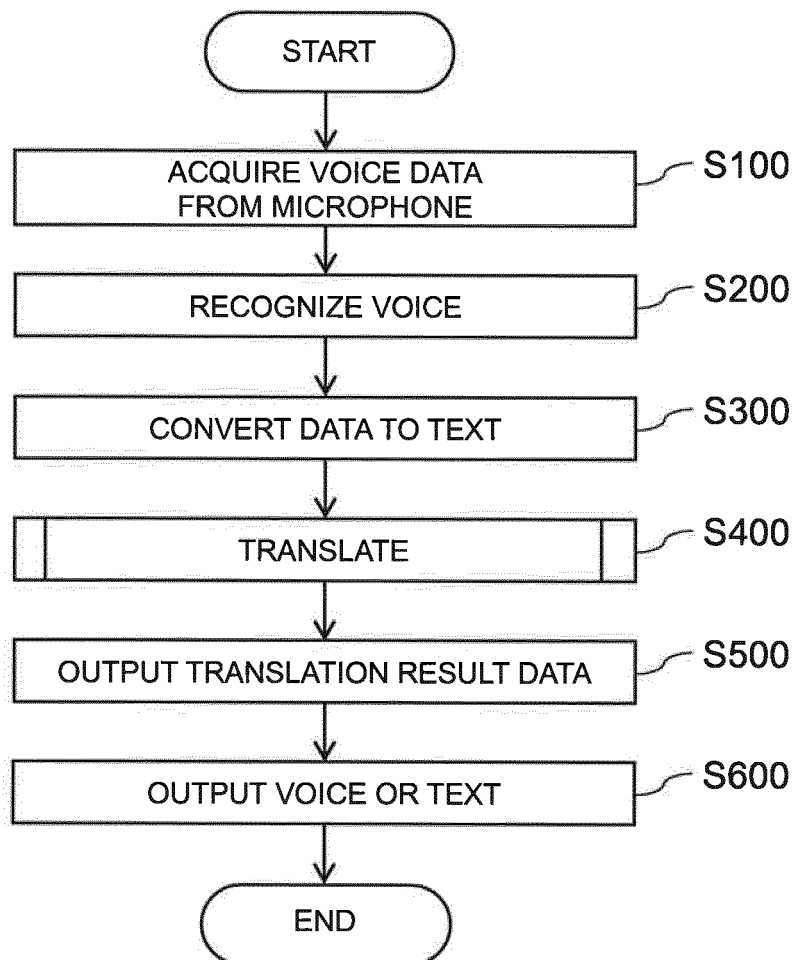 START
ACQUIRE VOICE DATA
FROM MICROPHONE
S100
RECOGNIZE VOICE
S200
CONVERT DATA TO TEXT
S300
TRANSLATE
S400
OUTPUT TRANSLATION RESULT DATA
S500
OUTPUT VOICE OR TEXT
S600
END